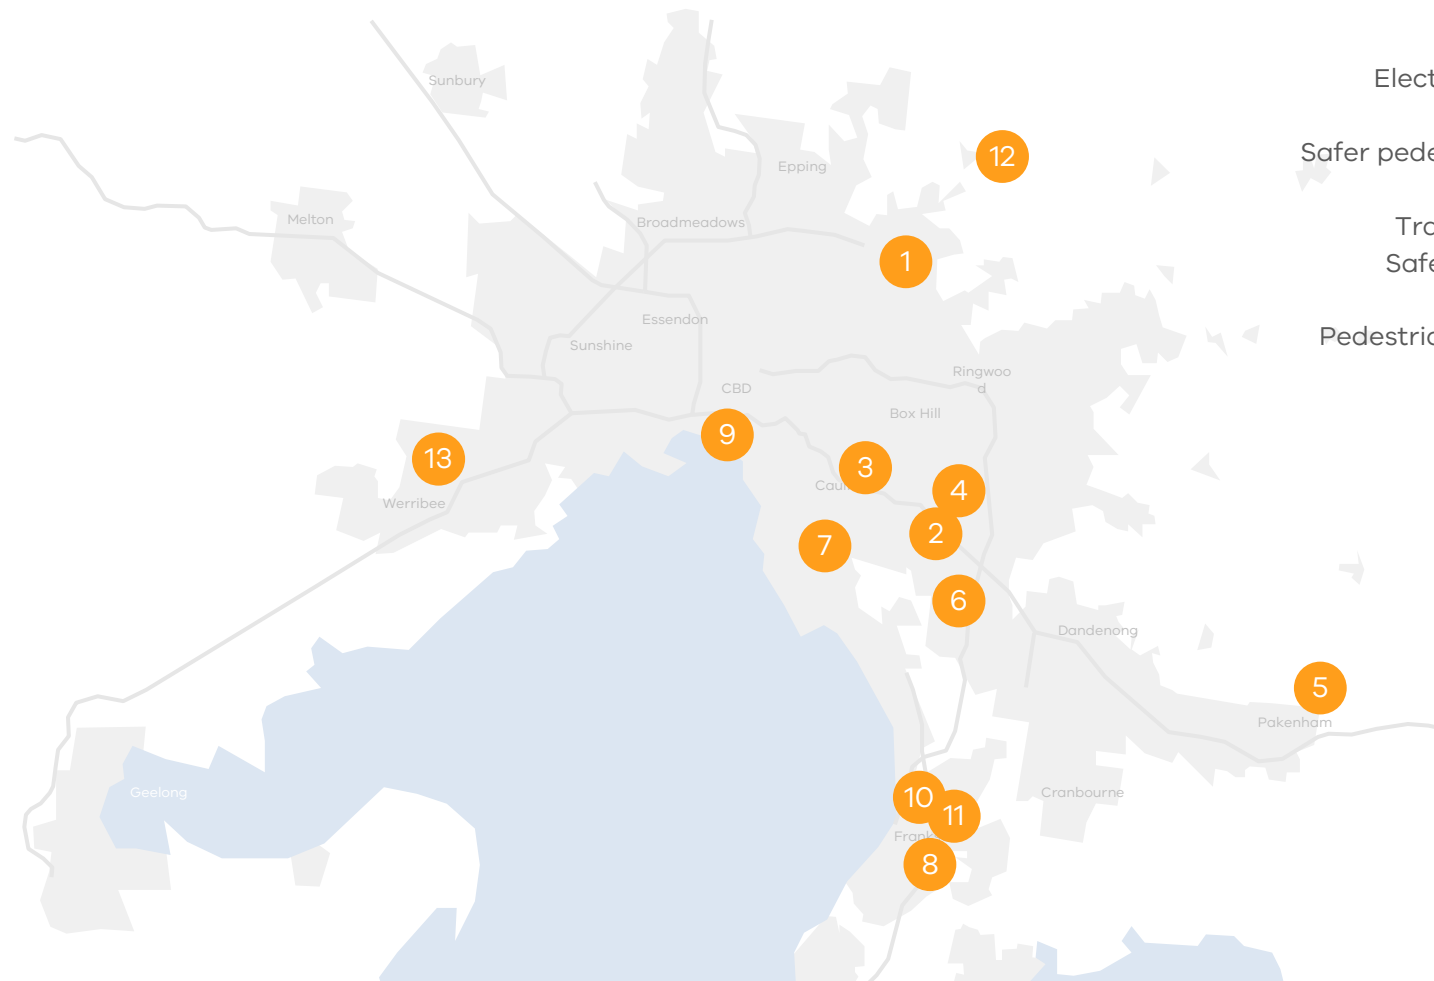 Sunbury
Elect
Safer pede
12
Epping
Melton
Broadmeadows
Tra
Safe
1
Essendon
Pedestria
Sunshine
Ringwoo
d
CBD
Box Hill
9
13
3
Caul
4
Werribee
2
7
6
Dandenong
5
Pakenham
Geelong
Cranbourne
10
11
Frank
8